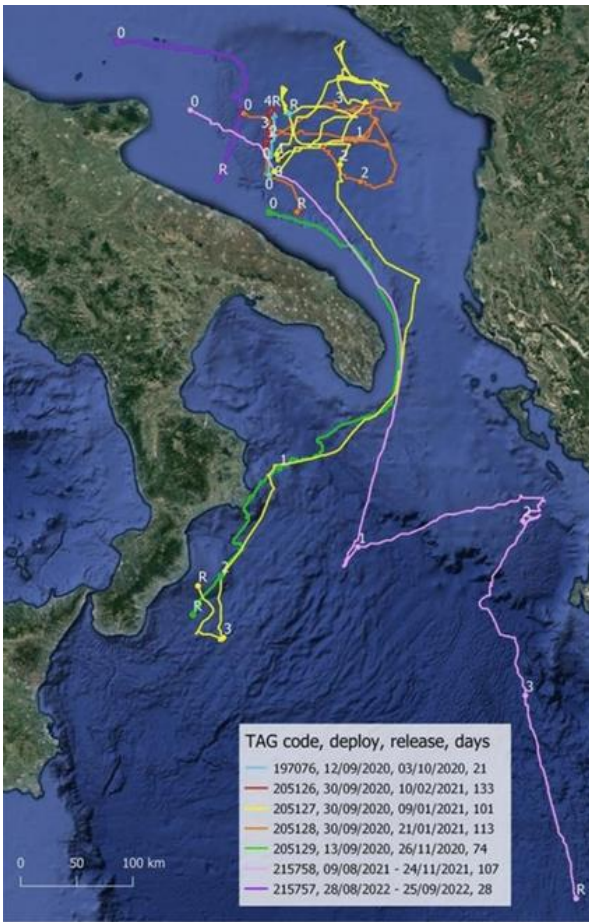 0
0
0
4R
R
3
3
2
1
2
2
0
R
0
R
0
1
1
2
2
R
R
3
3
R
TAG code, deploy, release, days
197076, 12/09/2020, 03/10/2020, 21
205126, 30/09/2020, 10/02/2021, 133
205127, 30/09/2020, 09/01/2021, 101
205128, 30/09/2020, 21/01/2021, 113
205129, 13/09/2020, 26/11/2020, 74
215758, 09/08/2021 - 24/11/2021, 107
215757, 28/08/2022 - 25/09/2022, 28
0 50 100 km